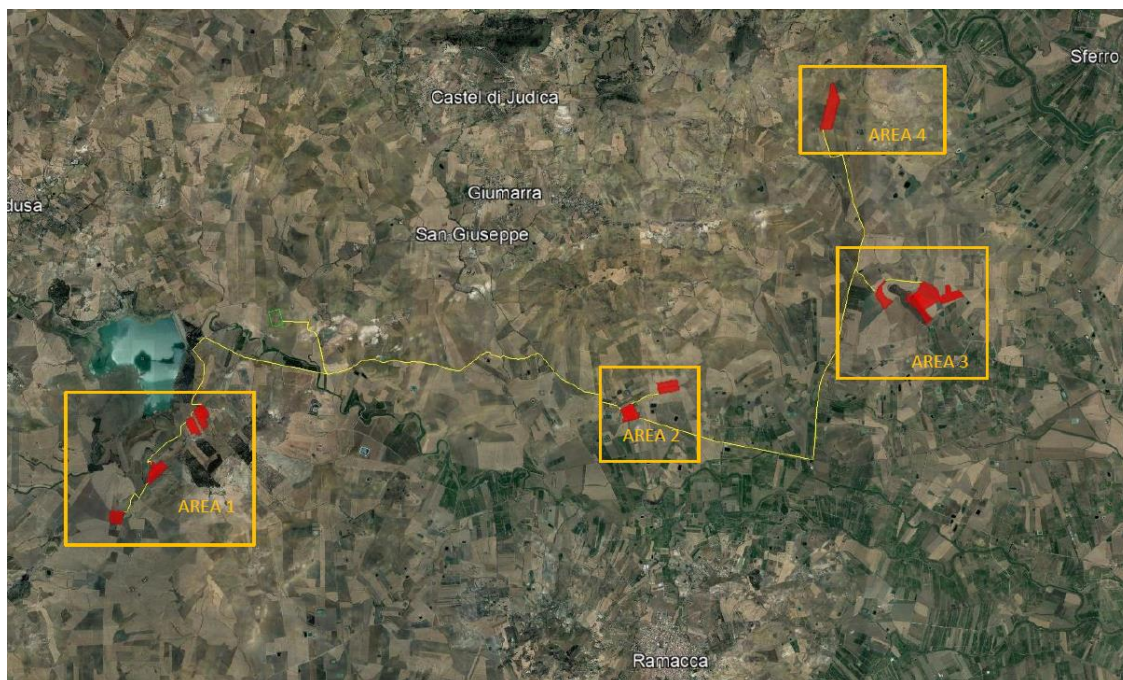 Sferro
Castel di Judica
AREA 4
Giumarra
dusa
San Giuseppe
AREA 3
AREA 2
AREA 1
Ramacca